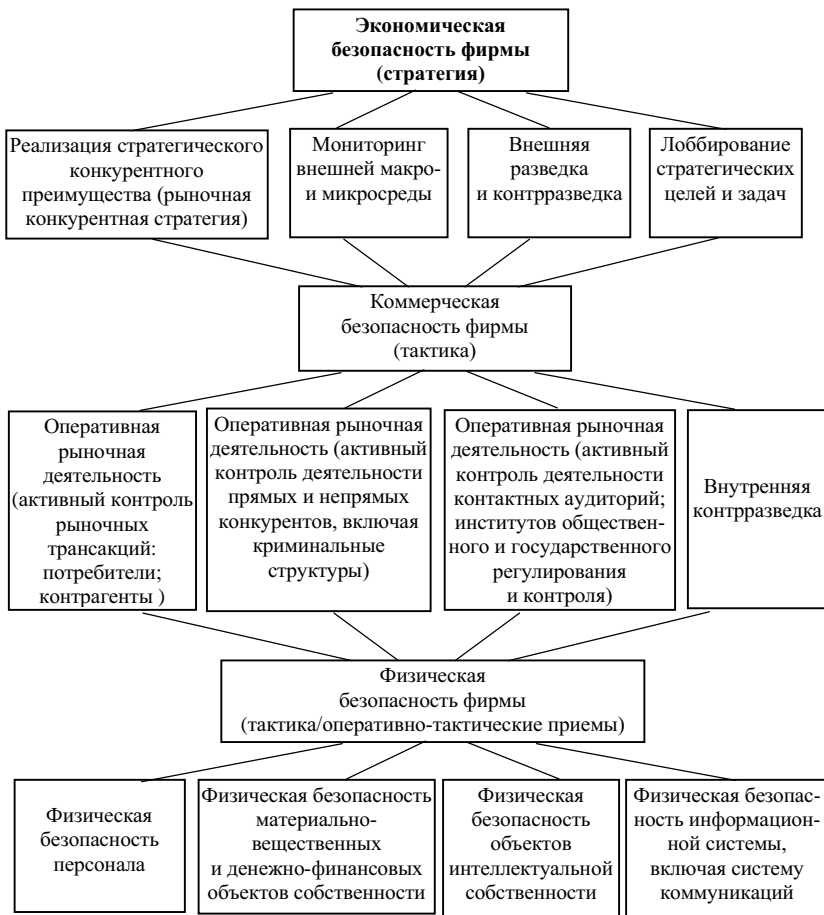 Экономическая
безопасность фирмы
(стратегия)
Реализация стратегического
конкурентного
преимущества (рыночная
конкурентная стратегия)
Мониторинг
внешней макро-
и микросреды
Внешняя
разведка
и контрразведка
Лоббирование
стратегических
целей и задач
Коммерческая
безопасность фирмы
(тактика)
Оперативная
рыночная
деятельность
(активный контроль
рыночных
трансакций:
потребители;
контрагенты )
Оперативная рыночная
деятельность (активный
контроль деятельности
прямых и непрямых
конкурентов, включая
криминальные
структуры)
Оперативная рыночная
деятельность (активный
контроль деятельности
контактных аудиторий;
институтов обществен-
ного и государственного
регулирования
и контроля)
Внутренняя
контрразведка
Физическая
безопасность фирмы
(тактика/оперативно-тактические приемы)
Физическая
безопасность
персонала
Физическая безопасность
материально-
вещественных
и денежно-финансовых
объектов собственности
Физическая
безопасность
объектов
интеллектуальной
собственности
Физическая безопас-
ность информацион-
ной системы,
включая систему
коммуникаций